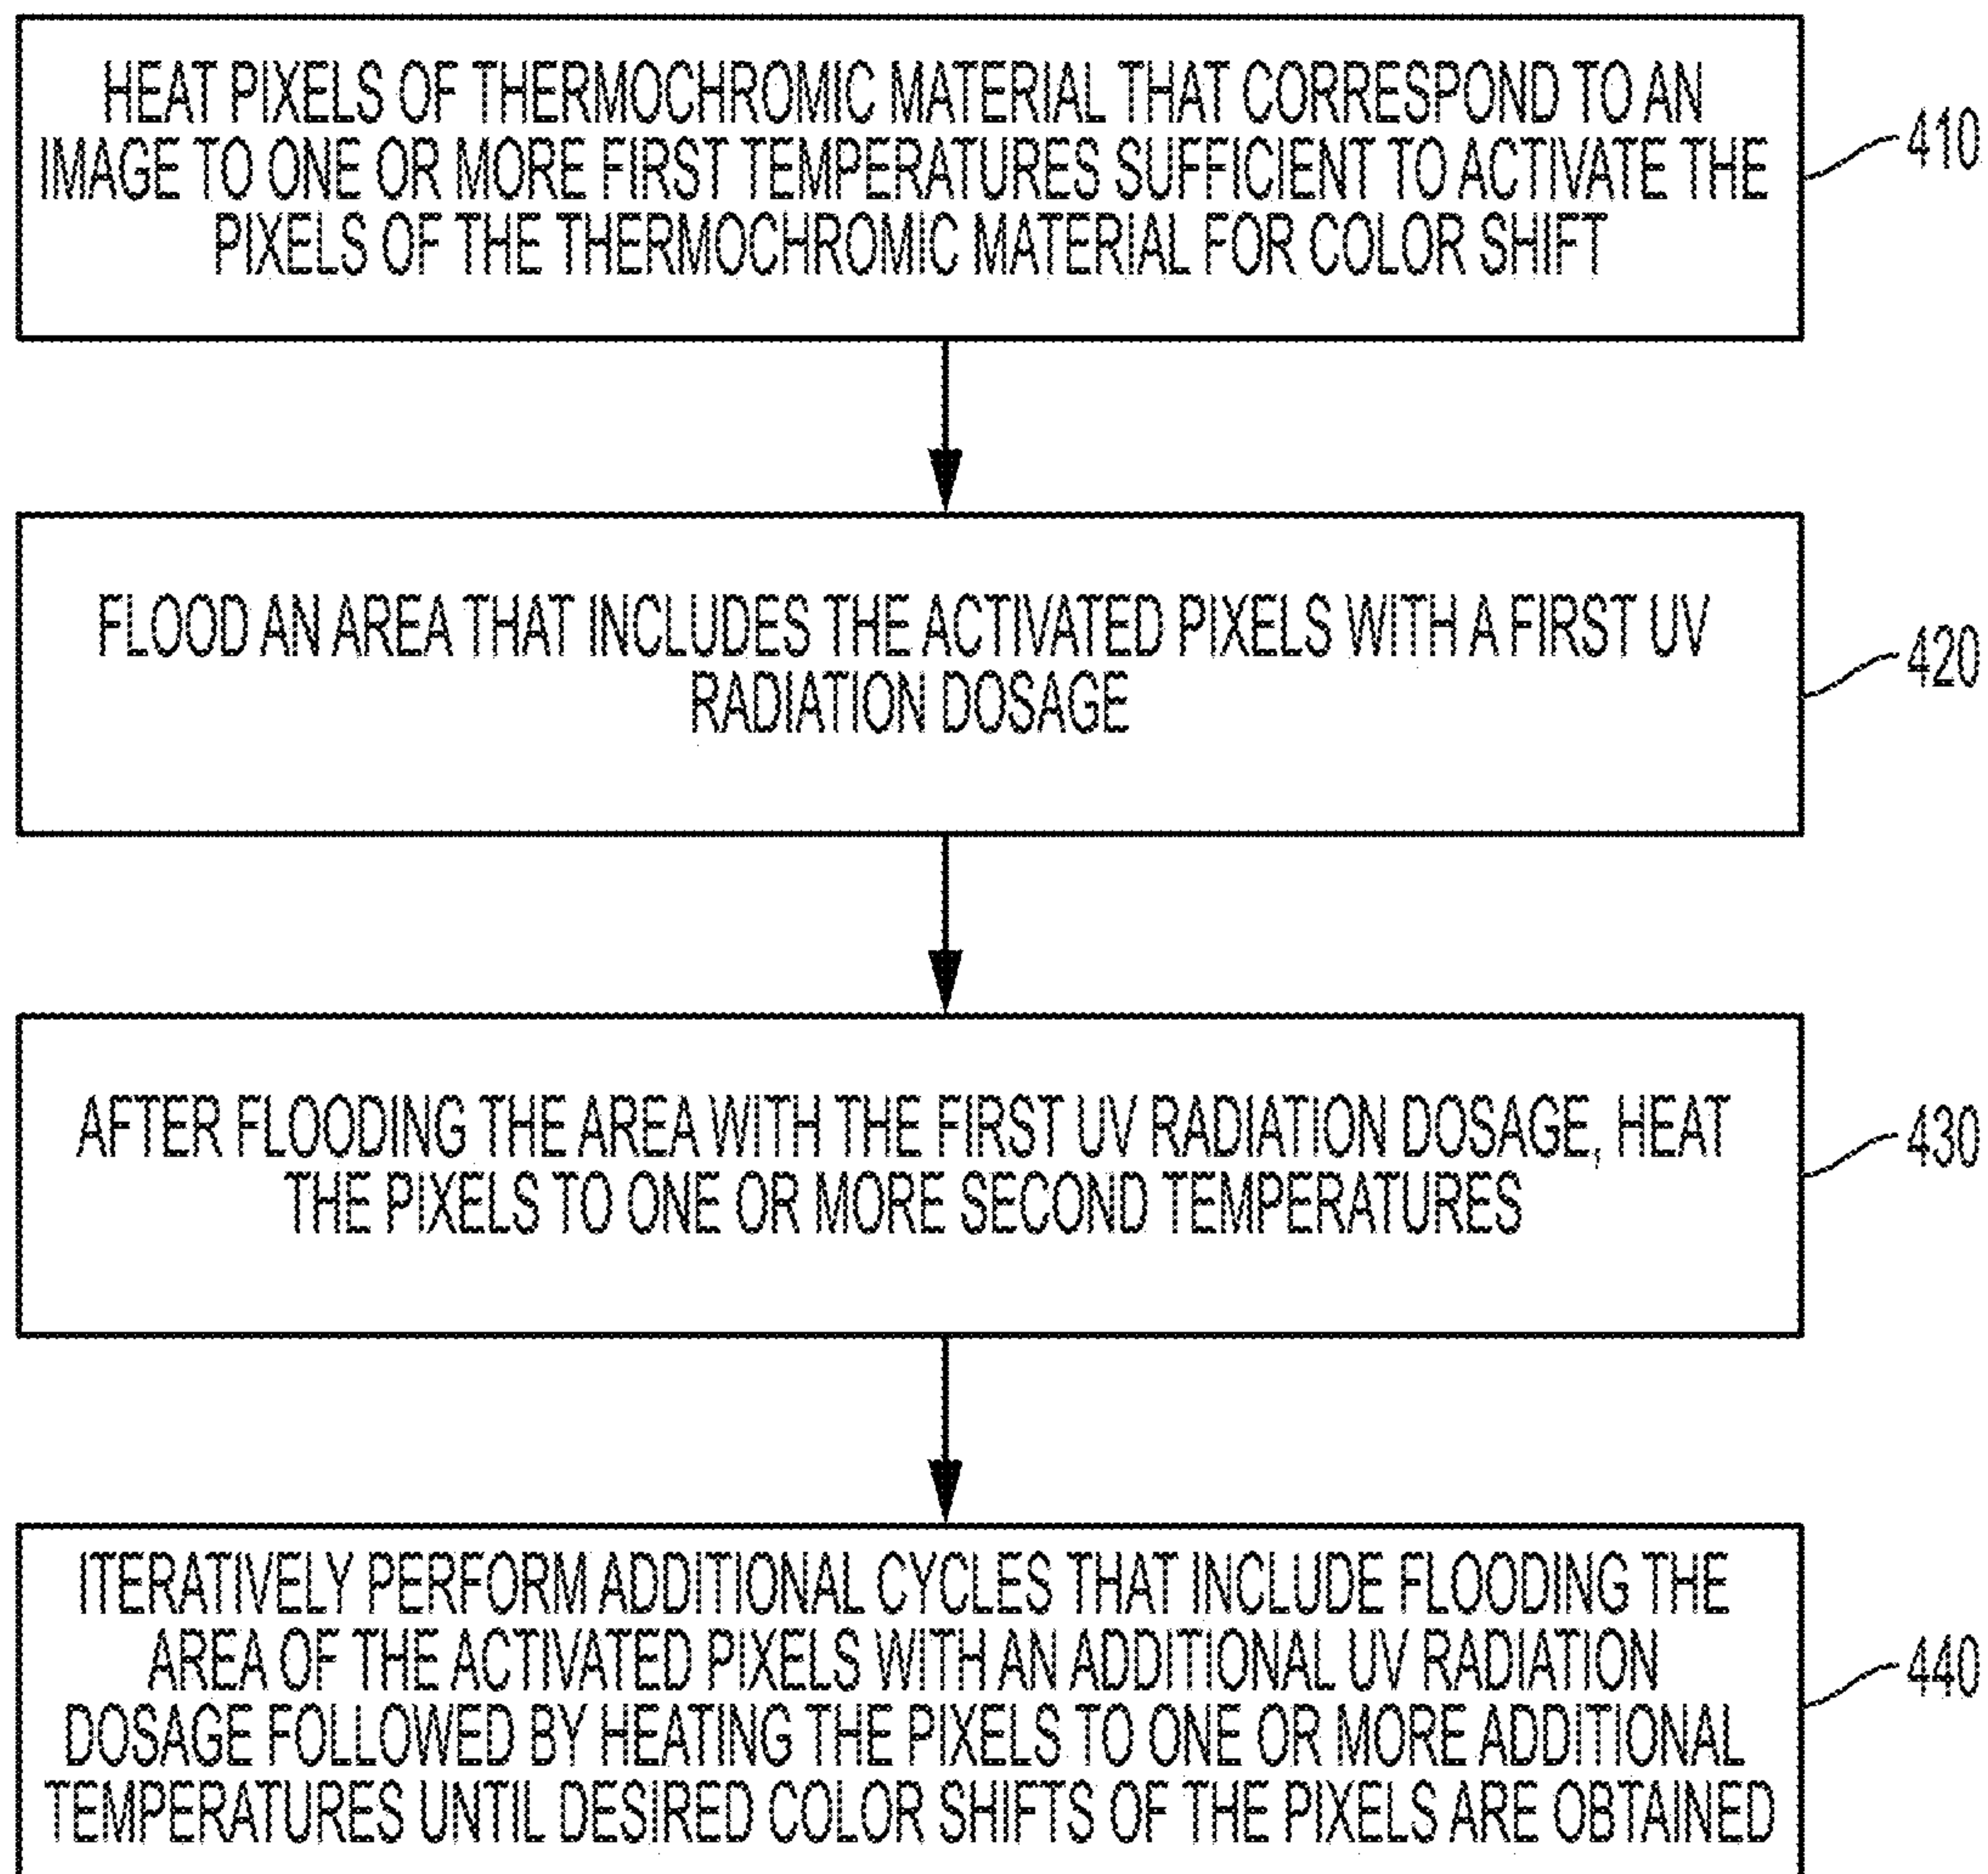 HEAT PIXELS OF THERMOCHROMIC MATERIAL THAT CORRESPOND TO AN
IMAGE TO ONE OR MORE FIRST TEMPERATURES SUFFICIENT TO ACTIVATE THE
PIXELS OF THE THERMOCHROMIC MATERIAL FOR COLOR SHIFT
410
FLOOD AN AREA THAT INCLUDES THE ACTIVATED PIXELS WITH A FIRST UV
RADIATION DOSAGE
420
AFTER FLOODING THE AREA WITH THE FIRST UV RADIATION DOSAGE, HEAT
THE PIXELS TO ONE OR MORE SECOND TEMPERATURES
430
ITERATIVELY PERFORM ADDITIONAL CYCLES THAT INCLUDE FLOODING THE
AREA OF THE ACTIVATED PIXELS WITH AN ADDITIONAL UV RADIATION
DOSAGE FOLLOWED BY HEATING THE PIXELS TO ONE OR MORE ADDITIONAL
TEMPERATURES UNTIL DESIRED COLOR SHIFTS OF THE PIXELS ARE OBTAINED
440